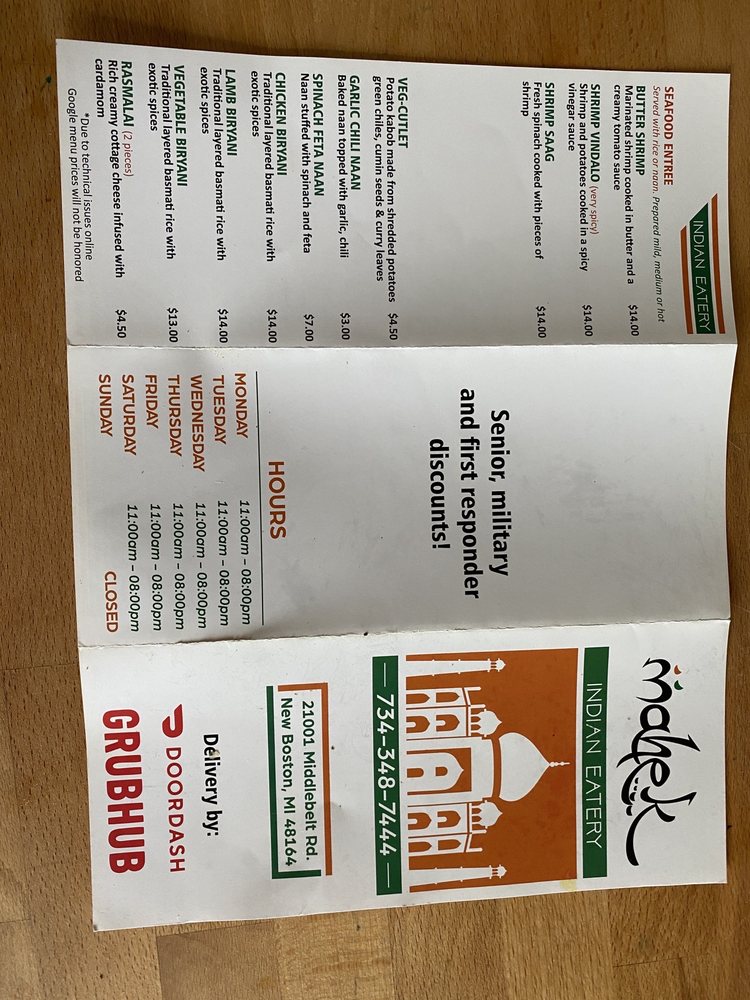 INDIAN EATERY
SEAFOOD ENTREE
Served with rice or naan. Prepared mild, medium or hot
BUTTER SHRIMP $14.00
Marinated shrimp cooked in butter and a
creamy tomato sauce
SHRIMP VINDALO (very spicy) $14.00
Shrimp and potatoes cooked in a spicy
vinegar sauce
SHRIMP SAAG $14.00
Fresh spinach cooked with pieces of
shrimp
VEG-CUTLET $4.50
Potato kabob made from shredded potatoes
green chiles, cumin seeds & curry leaves
GARLIC CHILI NAAN $3.00
Baked naan topped with garlic, chili
SPINACH FETA NAAN $7.00
Naan stuffed with spinach and feta
CHICKEN BIRYANI $14.00
Traditional layered basmati rice with
exotic spices
LAMB BIRYANI $14.00
Traditional layered basmati rice with
exotic spices
VEGETABLE BIRYANI $13.00
Traditional layered basmati rice with
exotic spices
RASMALAI (2 pieces) $4.50
Rich creamy cottage cheese infused with
cardamom
*Due to technical issues online
Google menu prices will not be honored
Senior, military
and first responder
discounts!
HOURS
MONDAY 11:00am – 08:00pm
TUESDAY 11:00am – 08:00pm
WEDNESDAY 11:00am – 08:00pm
THURSDAY 11:00am – 08:00pm
FRIDAY 11:00am – 08:00pm
SATURDAY 11:00am – 08:00pm
SUNDAY CLOSED
mahek
INDIAN EATERY
734-348-7444
21001 Middlebelt Rd.
New Boston, MI 48164
Delivery by:
DOORDASH
GRUBHUB